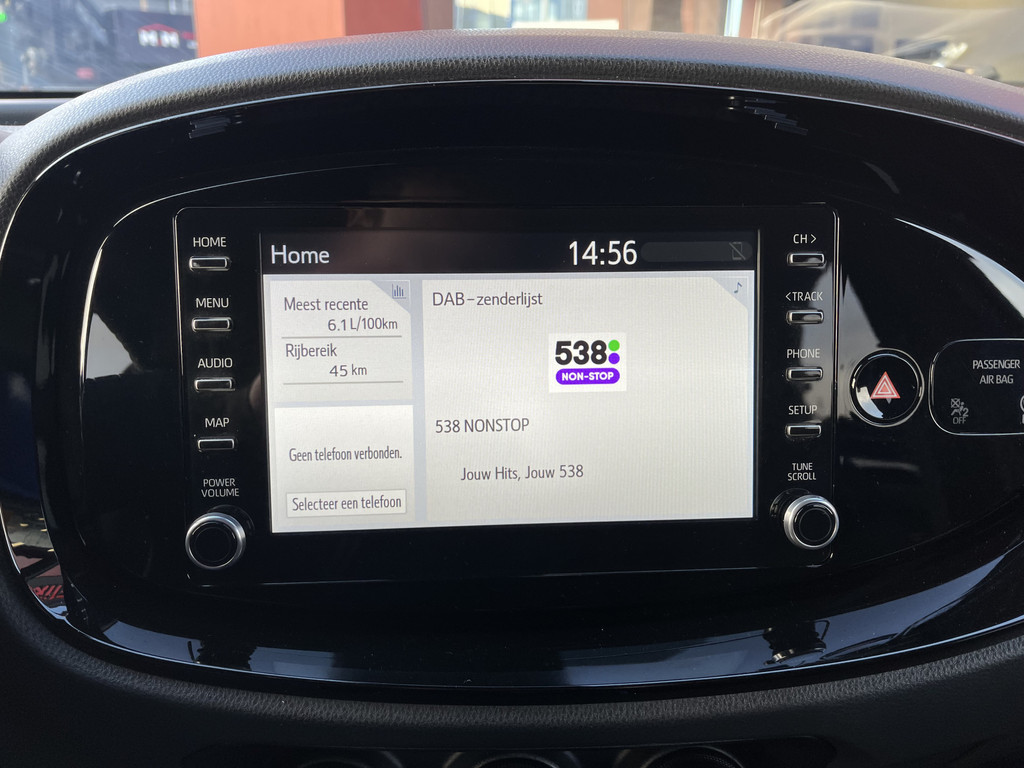 HOME
MENU
AUDIO
MAP
POWER
VOLUME
Home
14:56
Meest recente
6.1 L/100km
Rijbereik
45 km
Geen telefoon verbonden.
Selecteer een telefoon
DAB-zenderlijst
538
NON-STOP
538 NONSTOP
Jouw Hits, Jouw 538
CH >
< TRACK
PHONE
SETUP
TUNE
SCROLL
PASSENGER
AIR BAG
OFF